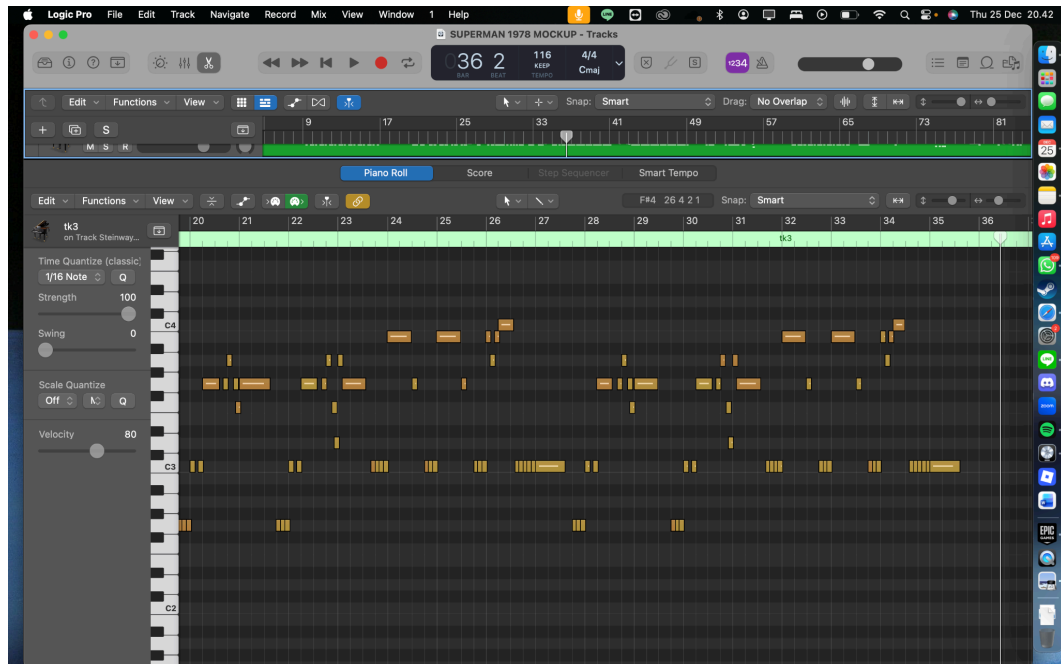 Logic Pro File Edit Track Navigate Record Mix View Window 1 Help Thu 25 Dec 20.42
SUPERMAN 1978 MOCKUP - Tracks
036 2 116 4/4
KEEP Cmaj
BAR BEAT TEMPO
S
1234
Edit Functions View Snap: Smart Drag: No Overlap
S 9 17 25 33 41 49 57 65 73 81
M S R
Piano Roll Score Step Sequencer Smart Tempo
Edit Functions View F#4 26 4 2 1 Snap: Smart
20 21 22 23 24 25 26 27 28 29 30 31 32 33 34 35 36
tk3
on Track Steinway...
tk3
Time Quantize (classic)
1/16 Note Q
Strength 100
Swing 0
Scale Quantize
Off Q
Velocity 80
C4
C3
C2
DEC
25
LINE
zoom
EPIC
GAMES